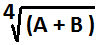 ⁴√(A + B )